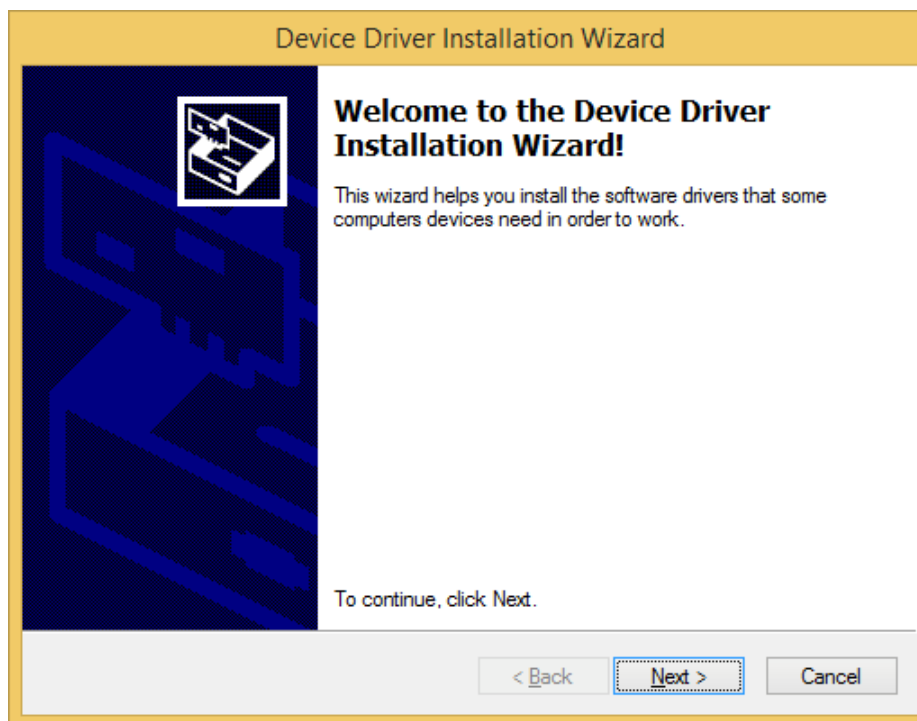 Device Driver Installation Wizard
Welcome to the Device Driver
Installation Wizard!
This wizard helps you install the software drivers that some
computers devices need in order to work.
To continue, click Next.
< Back
Next >
Cancel